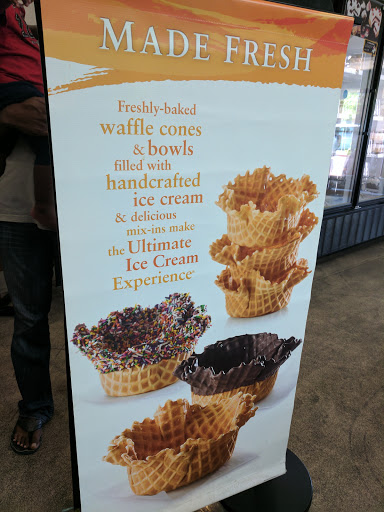 MADE FRESH
Freshly-baked
waffle cones
& bowls
filled with
handcrafted
ice cream
& delicious
mix-ins make
the Ultimate
Ice Cream
Experience